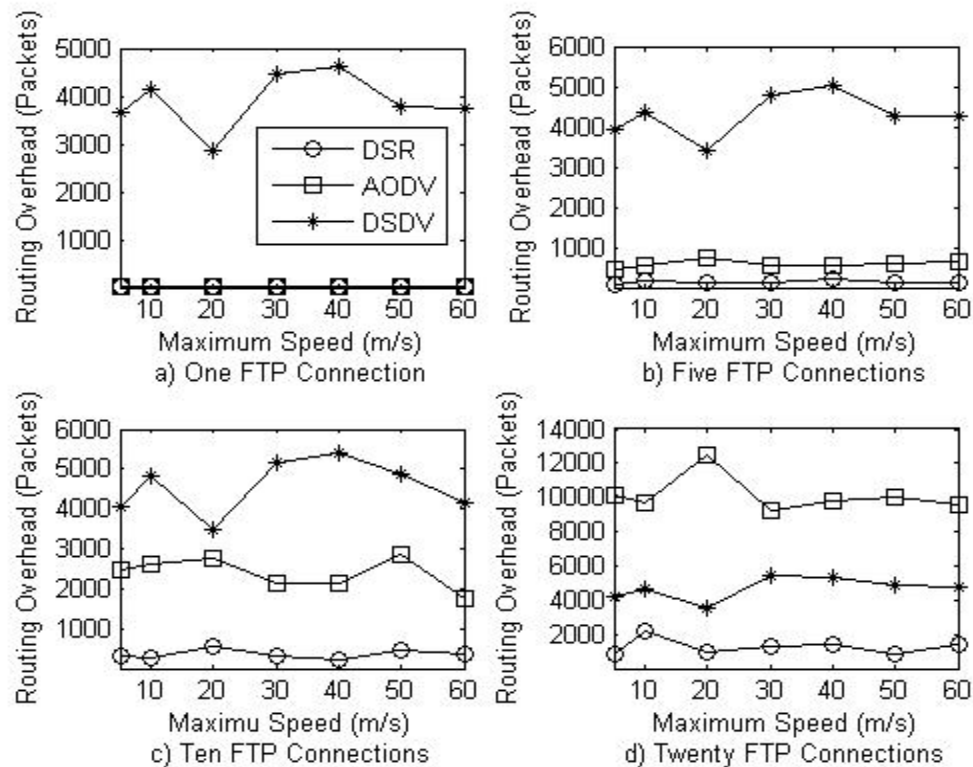 Routing Overhead (Packets)
5000
4000
3000
2000
1000
DSR
AODV
DSDV
10 20 30 40 50 60
Maximum Speed (m/s)
a) One FTP Connection
Routing Overhead (Packets)
6000
5000
4000
3000
2000
1000
10 20 30 40 50 60
Maximum Speed (m/s)
b) Five FTP Connections
Routing Overhead (Packets)
6000
5000
4000
3000
2000
1000
10 20 30 40 50 60
Maximu Speed (m/s)
c) Ten FTP Connections
Routing Overhead (Packets)
14000
12000
10000
8000
6000
4000
2000
10 20 30 40 50 60
Maximum Speed (m/s)
d) Twenty FTP Connections